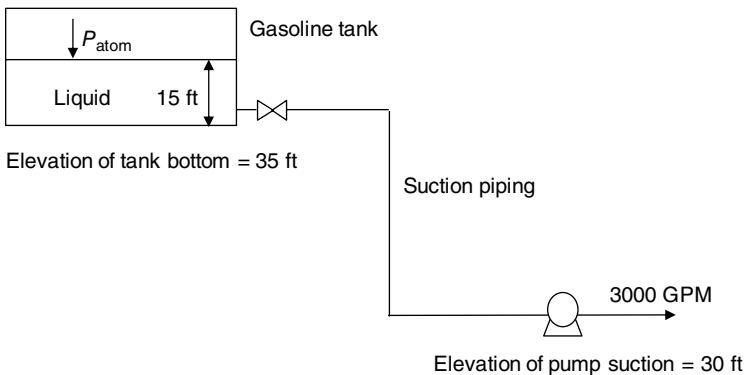 Gasoline tank
P atom
Liquid
15 ft
Elevation of tank bottom = 35 ft
Suction piping
3000 GPM
Elevation of pump suction = 30 ft